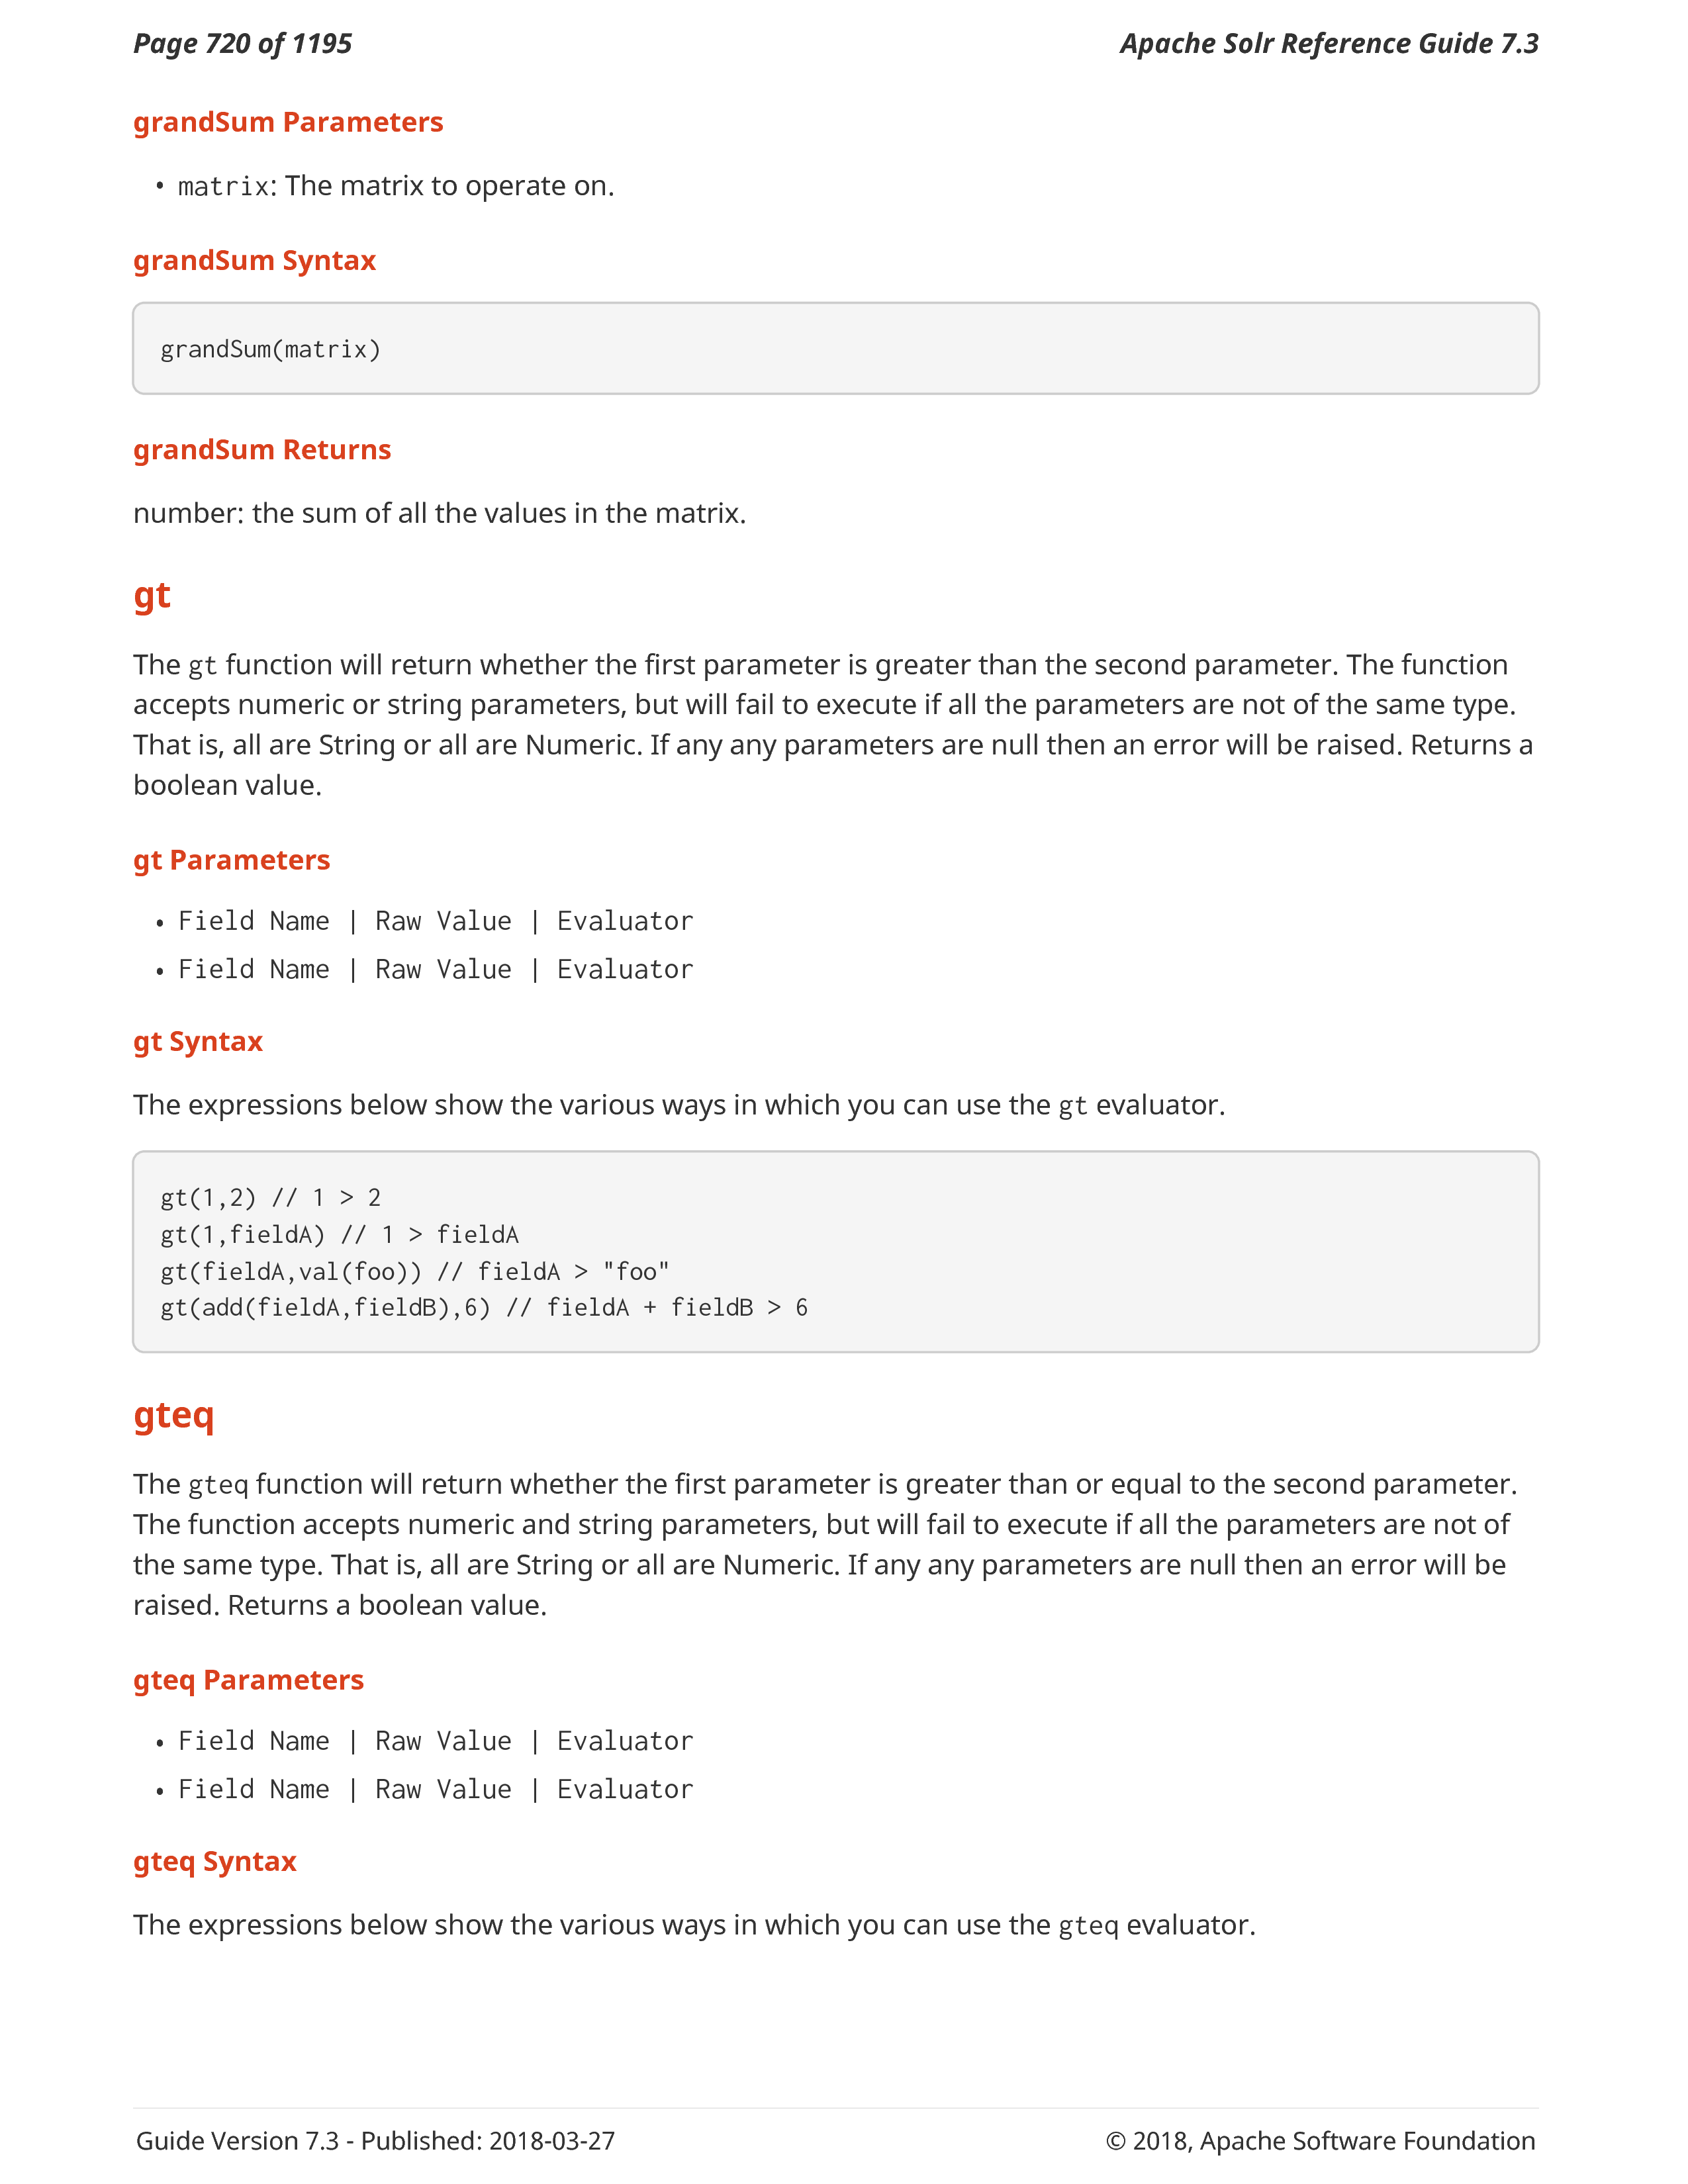 Page 720 of 1195 Apache Solr Reference Guide 7.3
grandSum Parameters
• matrix: The matrix to operate on.
grandSum Syntax
grandSum(matrix)
grandSum Returns
number: the sum of all the values in the matrix.
gt
The gt function will return whether the first parameter is greater than the second parameter. The function
accepts numeric or string parameters, but will fail to execute if all the parameters are not of the same type.
That is, all are String or all are Numeric. If any any parameters are null then an error will be raised. Returns a
boolean value.
gt Parameters
• Field Name | Raw Value | Evaluator
• Field Name | Raw Value | Evaluator
gt Syntax
The expressions below show the various ways in which you can use the gt evaluator.
gt(1,2) // 1 > 2
gt(1,fieldA) // 1 > fieldA
gt(fieldA,val(foo)) // fieldA > "foo"
gt(add(fieldA,fieldB),6) // fieldA + fieldB > 6
gteq
The gteq function will return whether the first parameter is greater than or equal to the second parameter.
The function accepts numeric and string parameters, but will fail to execute if all the parameters are not of
the same type. That is, all are String or all are Numeric. If any any parameters are null then an error will be
raised. Returns a boolean value.
gteq Parameters
• Field Name | Raw Value | Evaluator
• Field Name | Raw Value | Evaluator
gteq Syntax
The expressions below show the various ways in which you can use the gteq evaluator.
Guide Version 7.3 - Published: 2018-03-27 © 2018, Apache Software Foundation